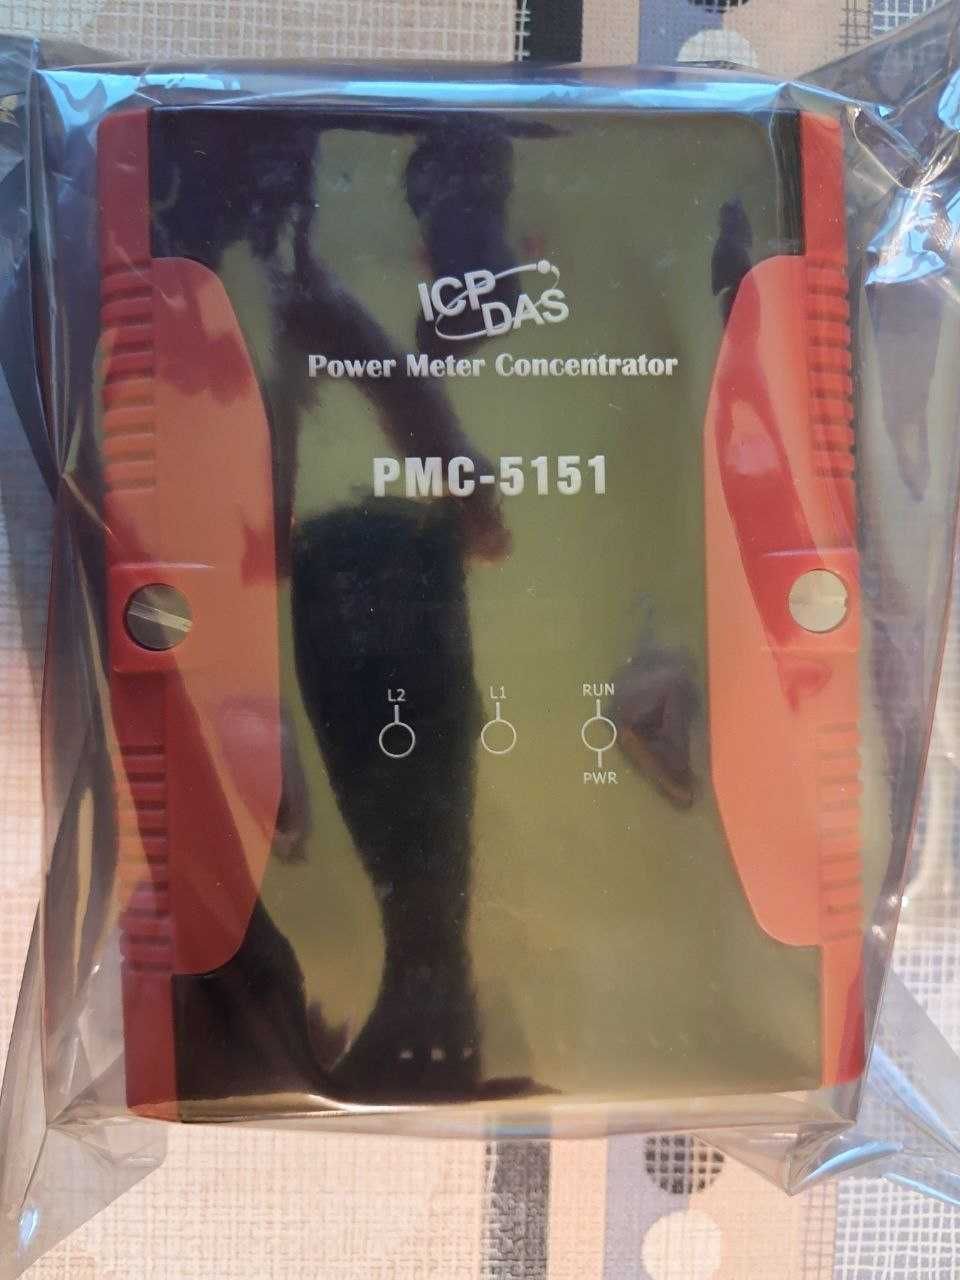 ICP
DAS
Power Meter Concentrator
PMC-5151
L2 L1 RUN
PWR